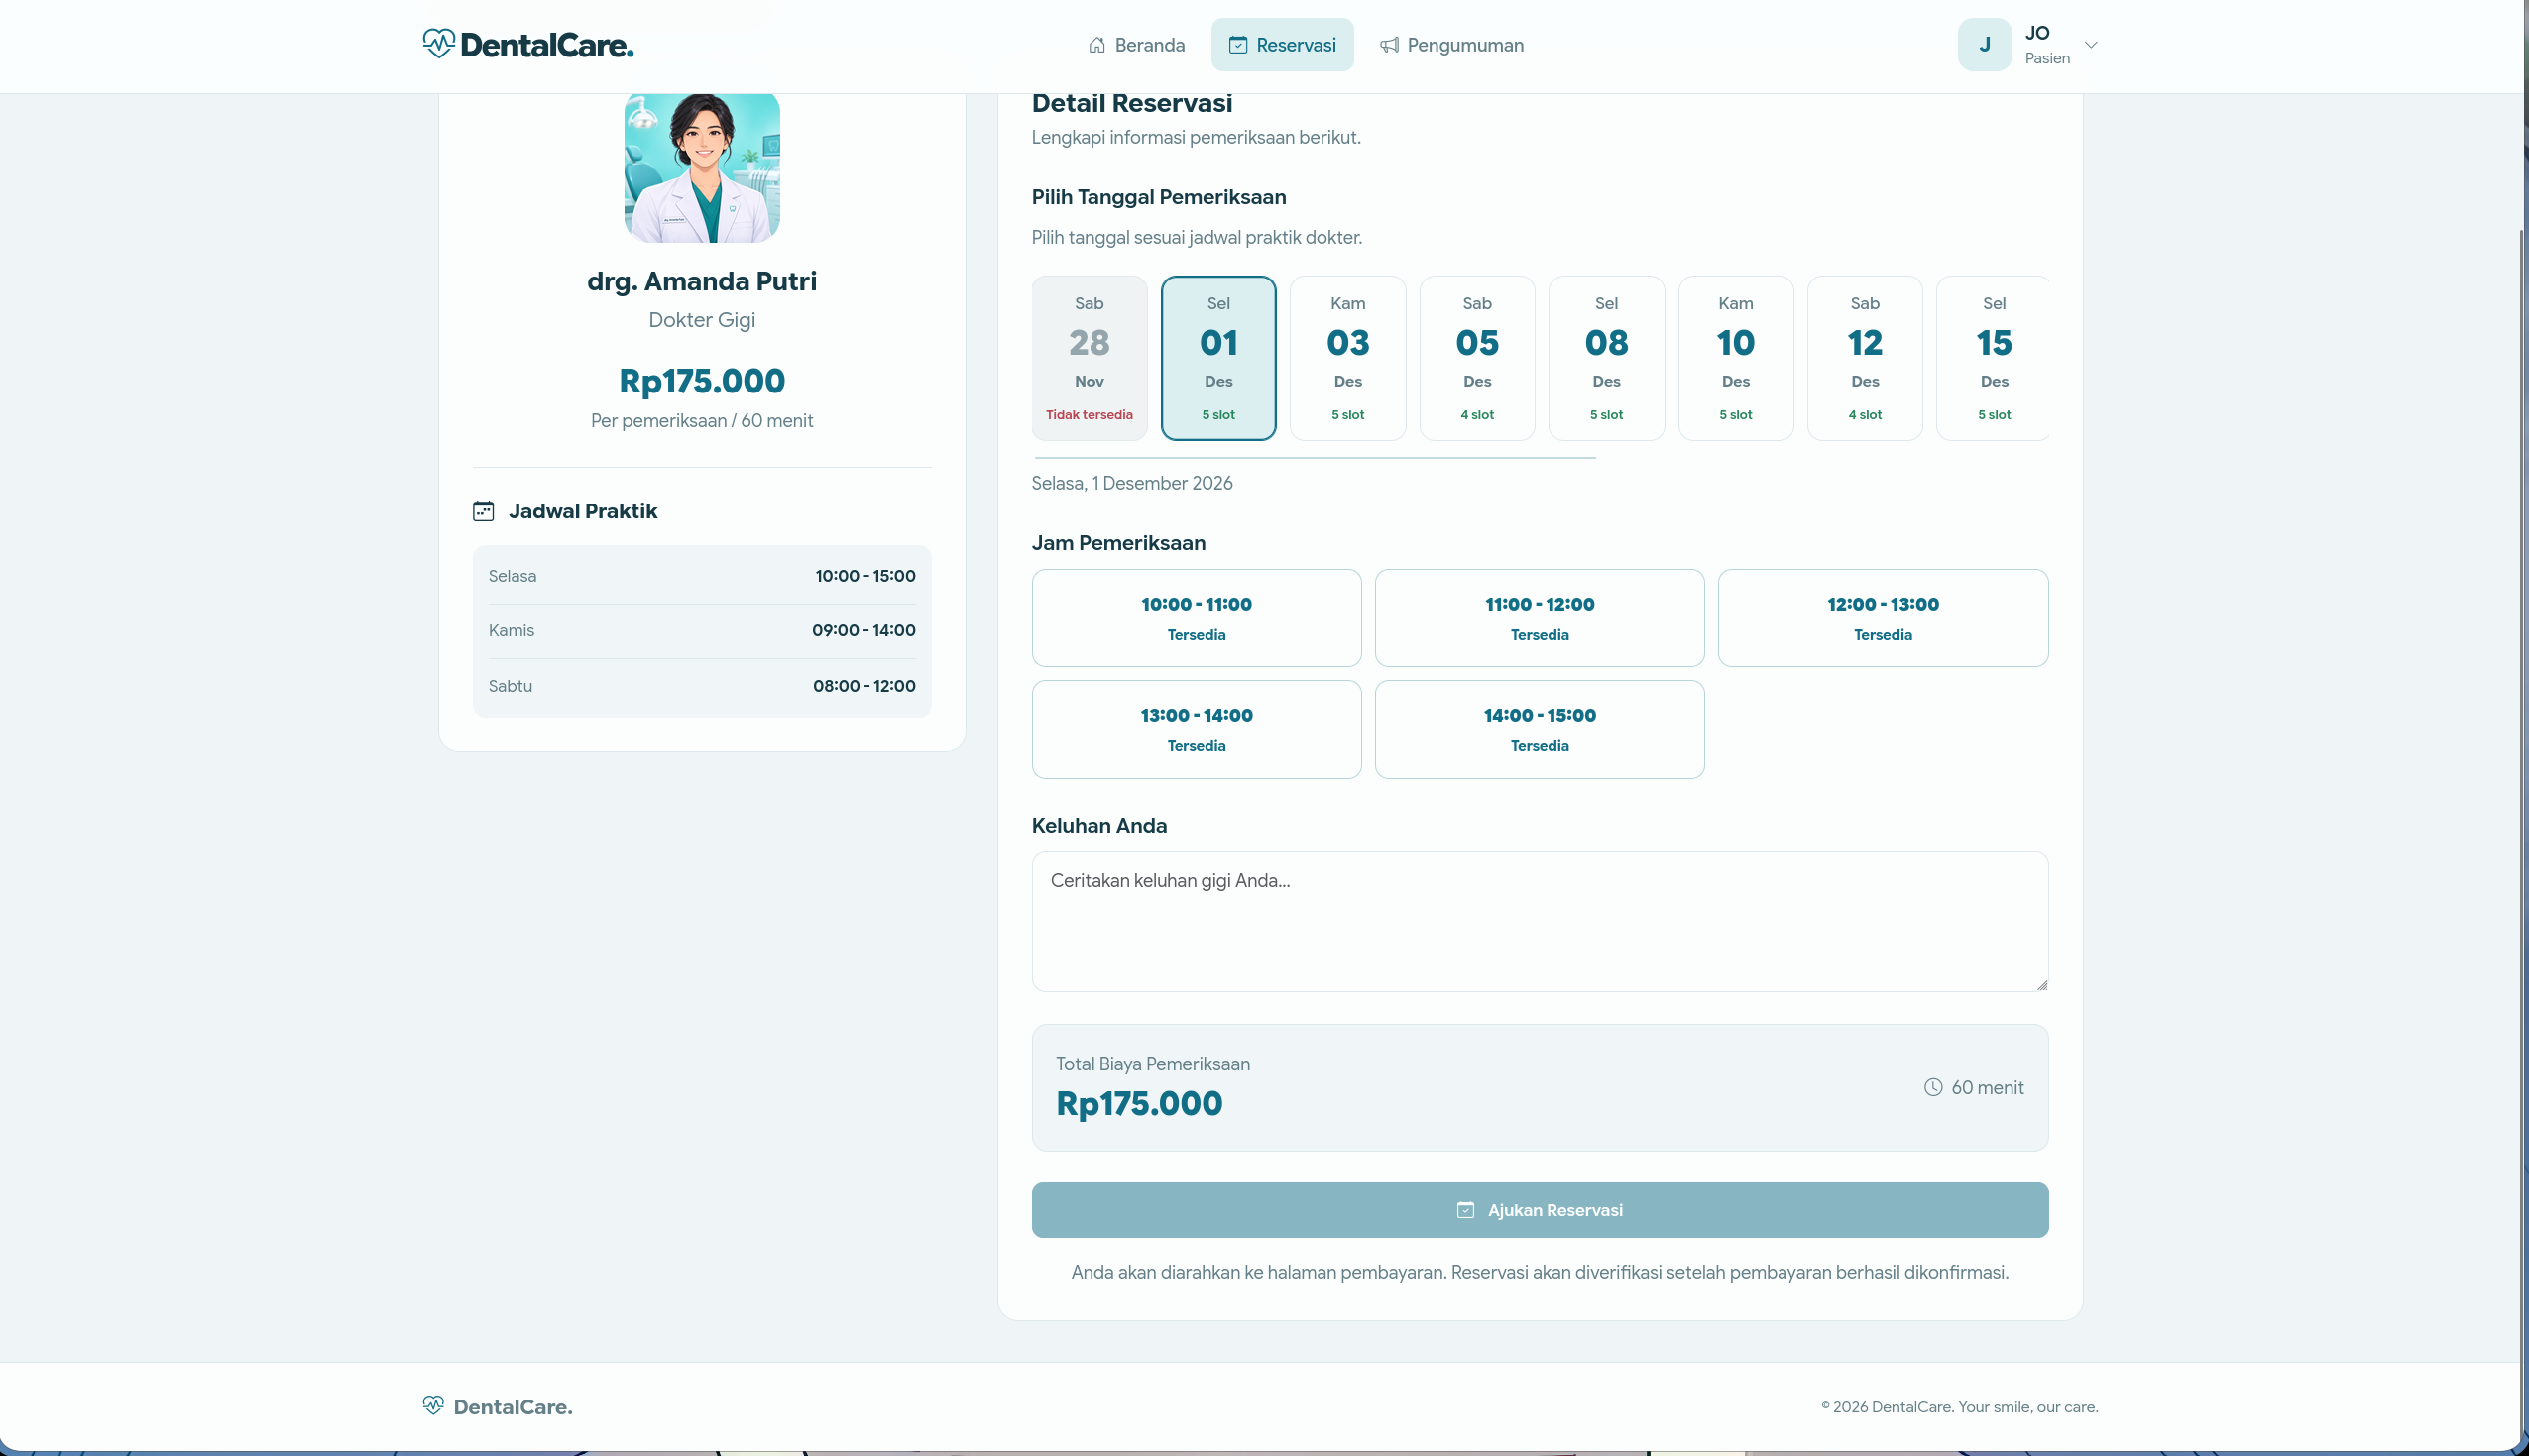 DentalCare.
Beranda
Reservasi
Pengumuman
J
JO
Pasien
drg. Amanda Putri
Dokter Gigi
Rp175.000
Per pemeriksaan / 60 menit
Jadwal Praktik
Selasa 10:00 - 15:00
Kamis 09:00 - 14:00
Sabtu 08:00 - 12:00
Detail Reservasi
Lengkapi informasi pemeriksaan berikut.
Pilih Tanggal Pemeriksaan
Pilih tanggal sesuai jadwal praktik dokter.
Sab
28
Nov
Tidak tersedia
Sel
01
Des
5 slot
Kam
03
Des
5 slot
Sab
05
Des
4 slot
Sel
08
Des
5 slot
Kam
10
Des
5 slot
Sab
12
Des
4 slot
Sel
15
Des
5 slot
Selasa, 1 Desember 2026
Jam Pemeriksaan
10:00 - 11:00
Tersedia
11:00 - 12:00
Tersedia
12:00 - 13:00
Tersedia
13:00 - 14:00
Tersedia
14:00 - 15:00
Tersedia
Keluhan Anda
Ceritakan keluhan gigi Anda...
Total Biaya Pemeriksaan
Rp175.000
60 menit
Ajukan Reservasi
Anda akan diarahkan ke halaman pembayaran. Reservasi akan diverifikasi setelah pembayaran berhasil dikonfirmasi.
DentalCare.
© 2026 DentalCare. Your smile, our care.